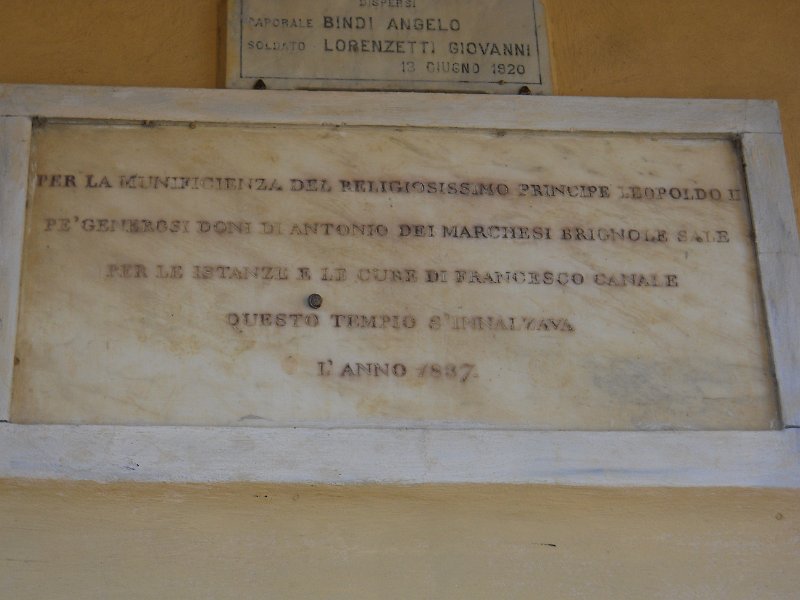 DISPERSI
CAPORALE BINDI ANGELO
SOLDATO LORENZETTI GIOVANNI
13 GIUGNO 1920
PER LA MUNIFICIENZA DEL RELIGIOSISSIMO PRINCIPE LEOPOLDO II
PE' GENEROSI DONI DI ANTONIO DEI MARCHESI BRIGNOLE SALE
PER LE ISTANZE E LE CURE DI FRANCESCO CANALE
QUESTO TEMPIO S'INNALZAVA
L'ANNO 1837.